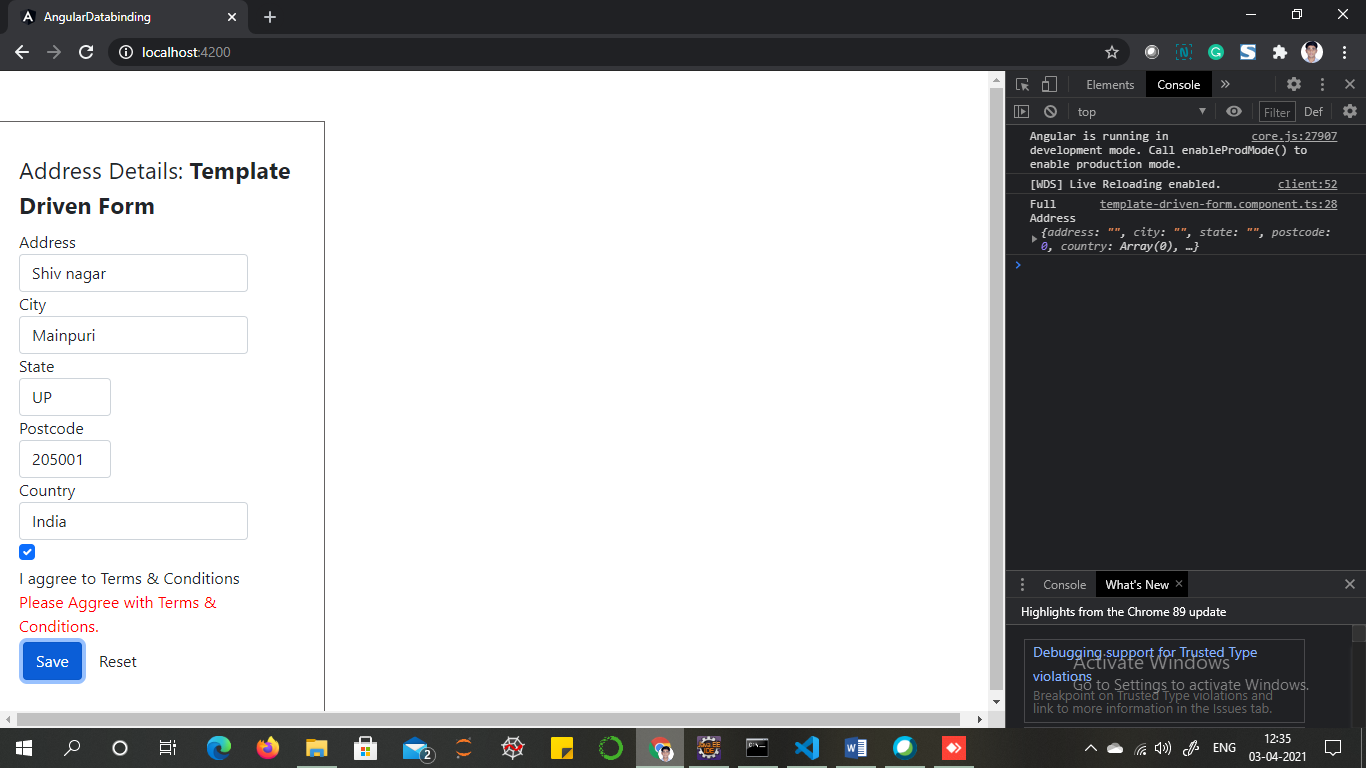 AngularDatabinding
localhost:4200
Address Details: Template
Driven Form
Address
Shiv nagar
City
Mainpuri
State
UP
Postcode
205001
Country
India
I aggree to Terms & Conditions
Please Aggree with Terms &
Conditions.
Save Reset
Elements Console
top Filter Def
Angular is running in core.js:27907
development mode. Call enableProdMode() to
enable production mode.
[WDS] Live Reloading enabled. client:52
Full template-driven-form.component.ts:28
Address
{address: "", city: "", state: "", postcode:
0, country: Array(0), …}
Console What's New
Highlights from the Chrome 89 update
Debugging support for Trusted Type
violations
Breakpoint on Trusted Type violations and
link to more information in the Issues tab.
Activate Windows
Go to Settings to activate Windows.
2
Java EE
IDE
ENG
12:35
03-04-2021